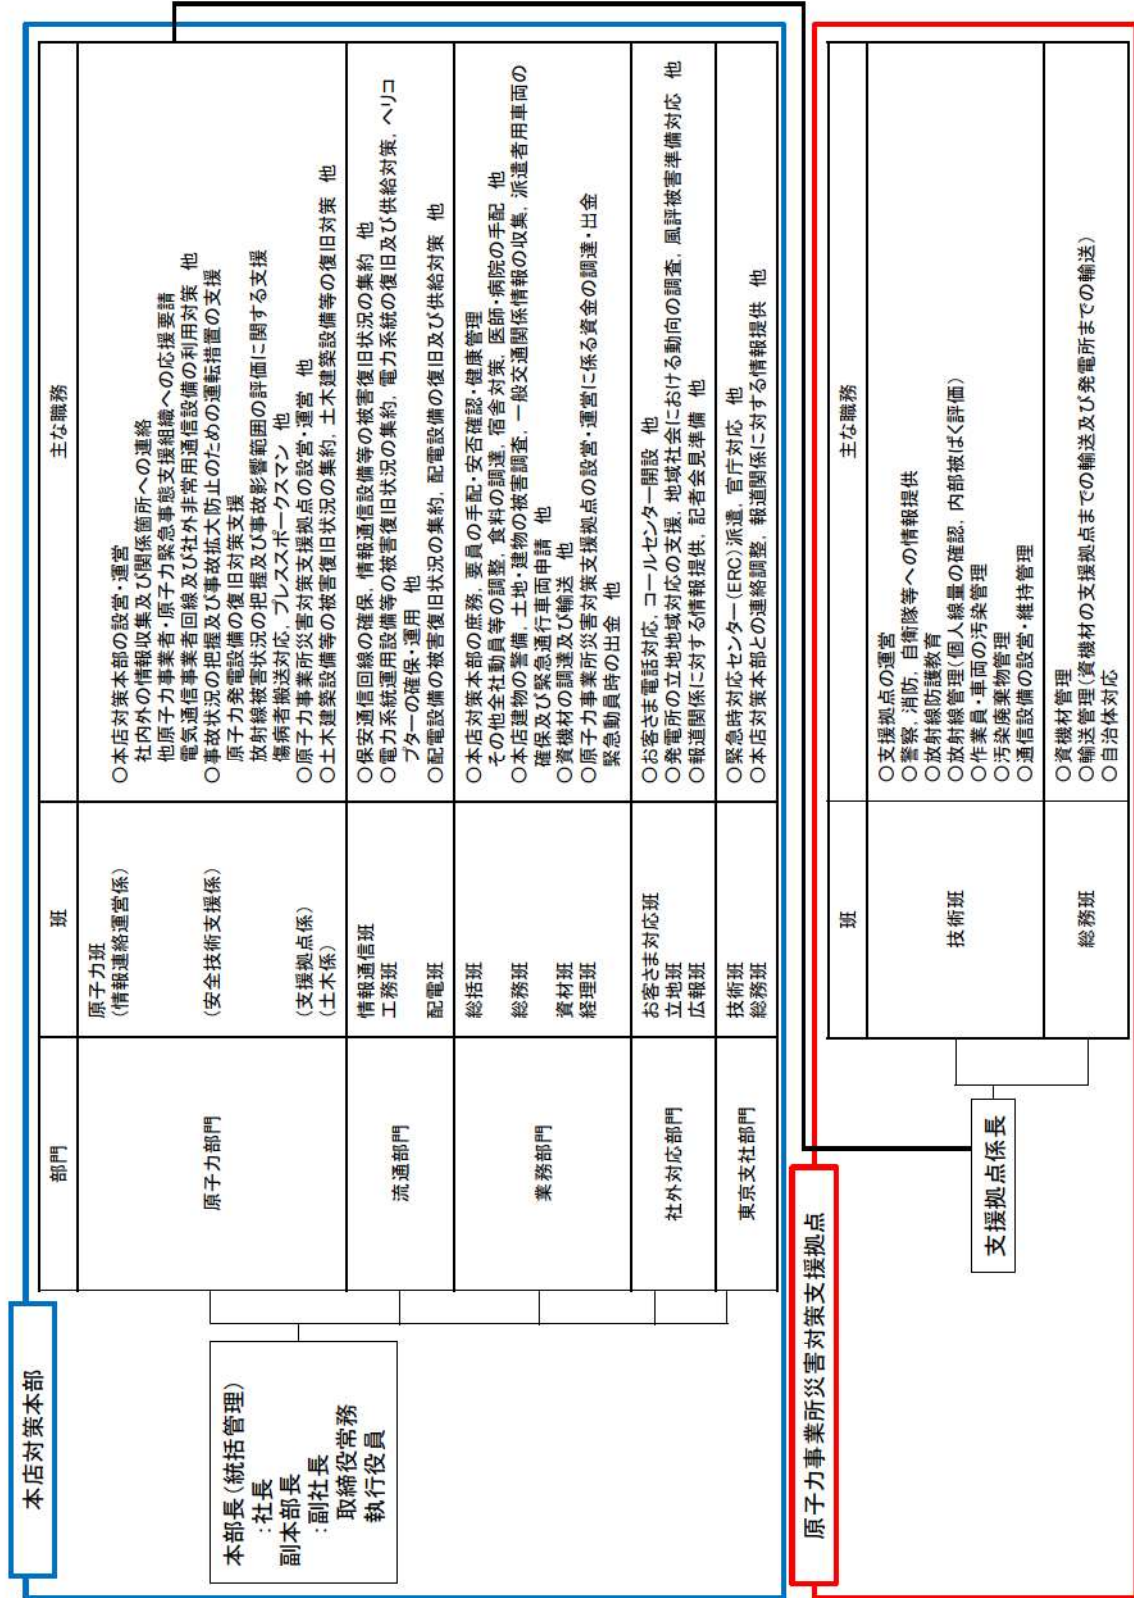 本店対策本部
本部長(統括管理)
:社長
副本部長
:副社長
取締役常務
執行役員
部門
班
主な職務
原子力部門
原子力班
(情報連絡運営係)
○本店対策本部の設営・運営
社内外の情報収集及び関係箇所への連絡
他原子力事業者・原子力緊急事態支援組織への応援要請
電気通信事業者回線及び社外非常用通信設備の利用対策 他
(安全技術支援係)
○事故状況の把握及び事故拡大防止のための運転措置の支援
原子力発電設備の復旧対策支援
放射線被害状況の把握及び事故影響範囲の評価に関する支援
傷病者搬送対応,プレススポークスマン 他
(支援拠点係)
○原子力事業所災害対策支援拠点の設営・運営 他
(土木係)
○土木建築設備等の被害復旧状況の集約,土木建築設備等の復旧対策 他
流通部門
情報通信班
○保安通信回線の確保,情報通信設備等の被害復旧状況の集約 他
工務班
○電力系統運用設備等の被害復旧状況の集約,電力系統の復旧及び供給対策,ヘリコ
プターの確保・運用 他
配電班
○配電設備の被害復旧状況の集約,配電設備の復旧及び供給対策 他
業務部門
総括班
○本店対策本部の庶務,要員の手配・安否確認・健康管理
その他全社動員等の調整,食料の調達,宿舎対策,医師・病院の手配 他
総務班
○本店建物の警備,土地・建物の被害調査,一般交通関係情報の収集,派遣者用車両の
確保及び緊急通行車両申請 他
資材班
○資機材の調達及び輸送 他
経理班
○原子力事業所災害対策支援拠点の設営・運営に係る資金の調達・出金
緊急動員時の出金 他
社外対応部門
お客さま対応班
○お客さま電話対応,コールセンター開設 他
立地班
○発電所の立地地域対応の支援,地域社会における動向の調査,風評被害準備対応 他
広報班
○報道関係に対する情報提供,記者会見準備 他
東京支社部門
技術班
○緊急時対応センター(ERC)派遣,官庁対応 他
総務班
○本店対策本部との連絡調整,報道関係に対する情報提供 他
原子力事業所災害対策支援拠点
支援拠点係長
班
主な職務
技術班
○支援拠点の運営
○警察,消防,自衛隊等への情報提供
○放射線防護教育
○放射線管理(個人線量の確認,内部被ばく評価)
○作業員・車両の汚染管理
○汚染廃棄物管理
○通信設備の設営・維持管理
総務班
○資機材管理
○輸送管理(資機材の支援拠点までの輸送及び発電所までの輸送)
○自治体対応